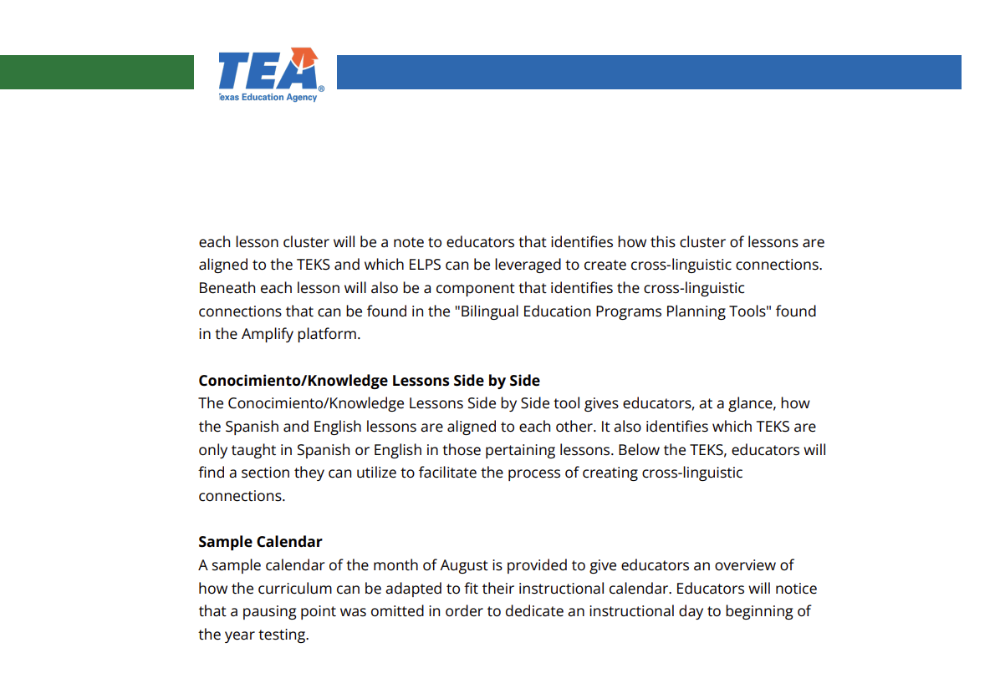 TEA®
Texas Education Agency
each lesson cluster will be a note to educators that identifies how this cluster of lessons are
aligned to the TEKS and which ELPS can be leveraged to create cross-linguistic connections.
Beneath each lesson will also be a component that identifies the cross-linguistic
connections that can be found in the "Bilingual Education Programs Planning Tools" found
in the Amplify platform.
Conocimiento/Knowledge Lessons Side by Side
The Conocimiento/Knowledge Lessons Side by Side tool gives educators, at a glance, how
the Spanish and English lessons are aligned to each other. It also identifies which TEKS are
only taught in Spanish or English in those pertaining lessons. Below the TEKS, educators will
find a section they can utilize to facilitate the process of creating cross-linguistic
connections.
Sample Calendar
A sample calendar of the month of August is provided to give educators an overview of
how the curriculum can be adapted to fit their instructional calendar. Educators will notice
that a pausing point was omitted in order to dedicate an instructional day to beginning of
the year testing.